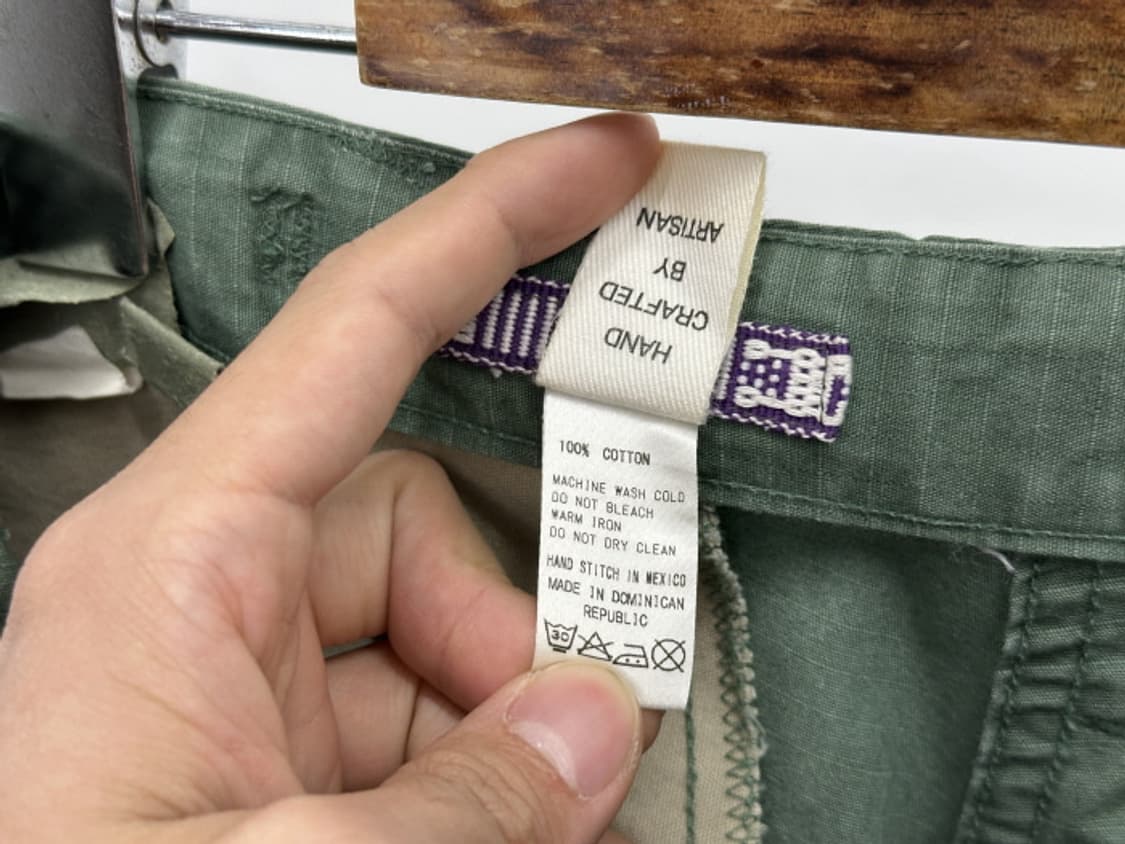 HAND
CRAFTED
BY
ARTISAN
100% COTTON
MACHINE WASH COLD
DO NOT BLEACH
WARM IRON
DO NOT DRY CLEAN
HAND STITCH IN MEXICO
MADE IN DOMINICAN
REPUBLIC
30